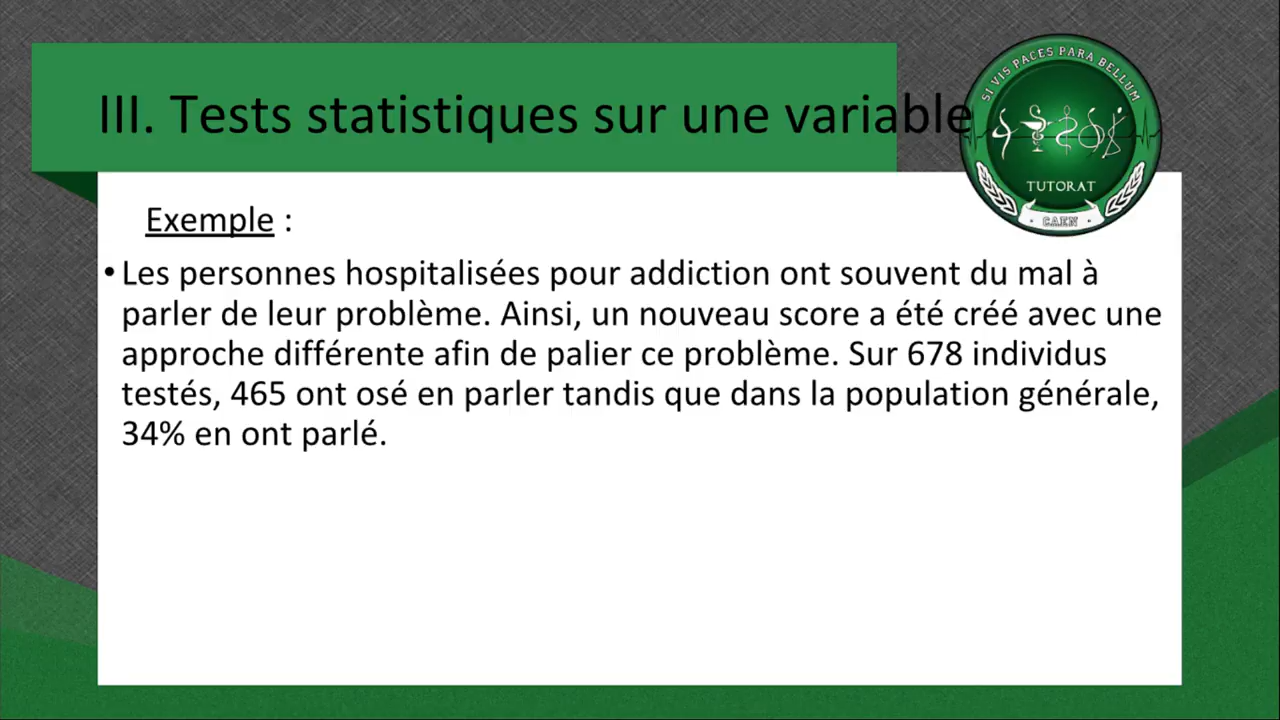 III. Tests statistiques sur une variable
SI VIS PACES PARA BELLUM
TUTORAT
CAEN
Exemple :
• Les personnes hospitalisées pour addiction ont souvent du mal à
parler de leur problème. Ainsi, un nouveau score a été créé avec une
approche différente afin de palier ce problème. Sur 678 individus
testés, 465 ont osé en parler tandis que dans la population générale,
34% en ont parlé.